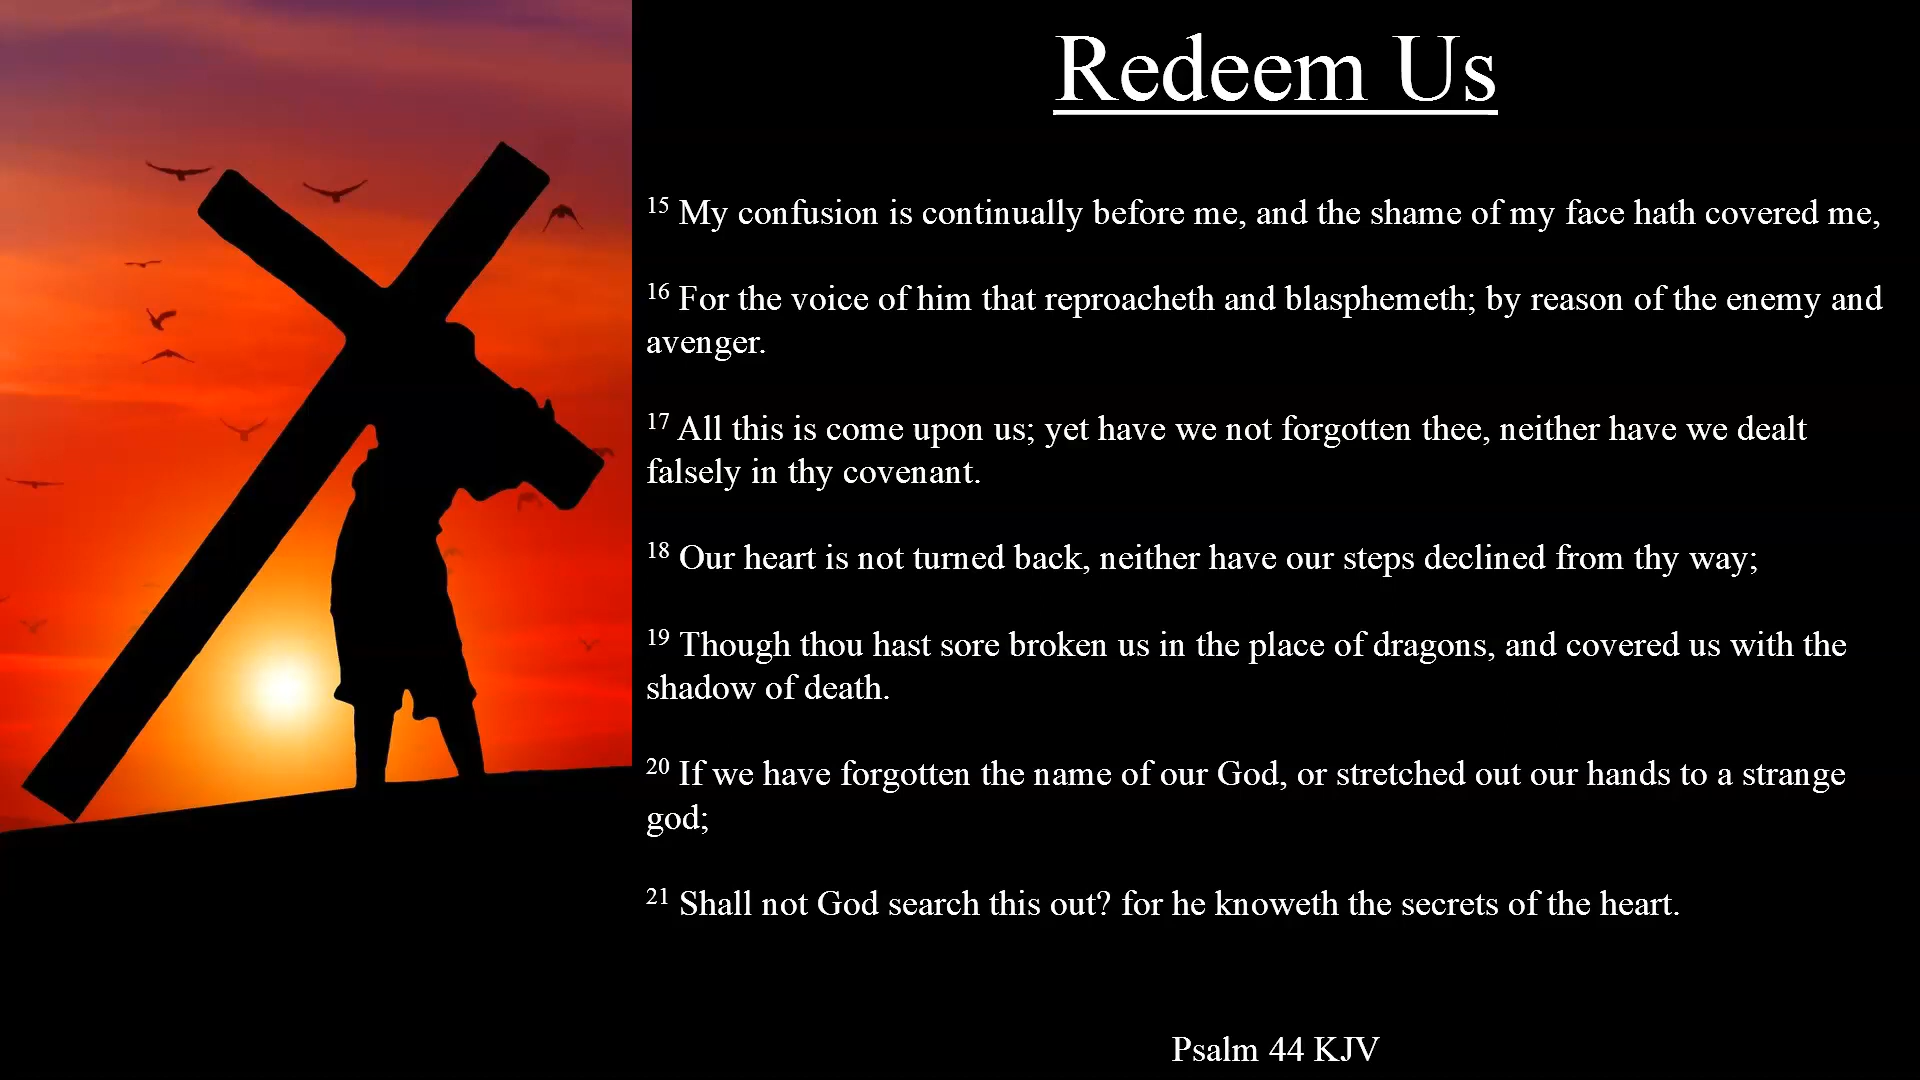 Redeem Us
15 My confusion is continually before me, and the shame of my face hath covered me,
16 For the voice of him that reproacheth and blasphemeth; by reason of the enemy and
avenger.
17 All this is come upon us; yet have we not forgotten thee, neither have we dealt
falsely in thy covenant.
18 Our heart is not turned back, neither have our steps declined from thy way;
19 Though thou hast sore broken us in the place of dragons, and covered us with the
shadow of death.
20 If we have forgotten the name of our God, or stretched out our hands to a strange
god;
21 Shall not God search this out? for he knoweth the secrets of the heart.
Psalm 44 KJV